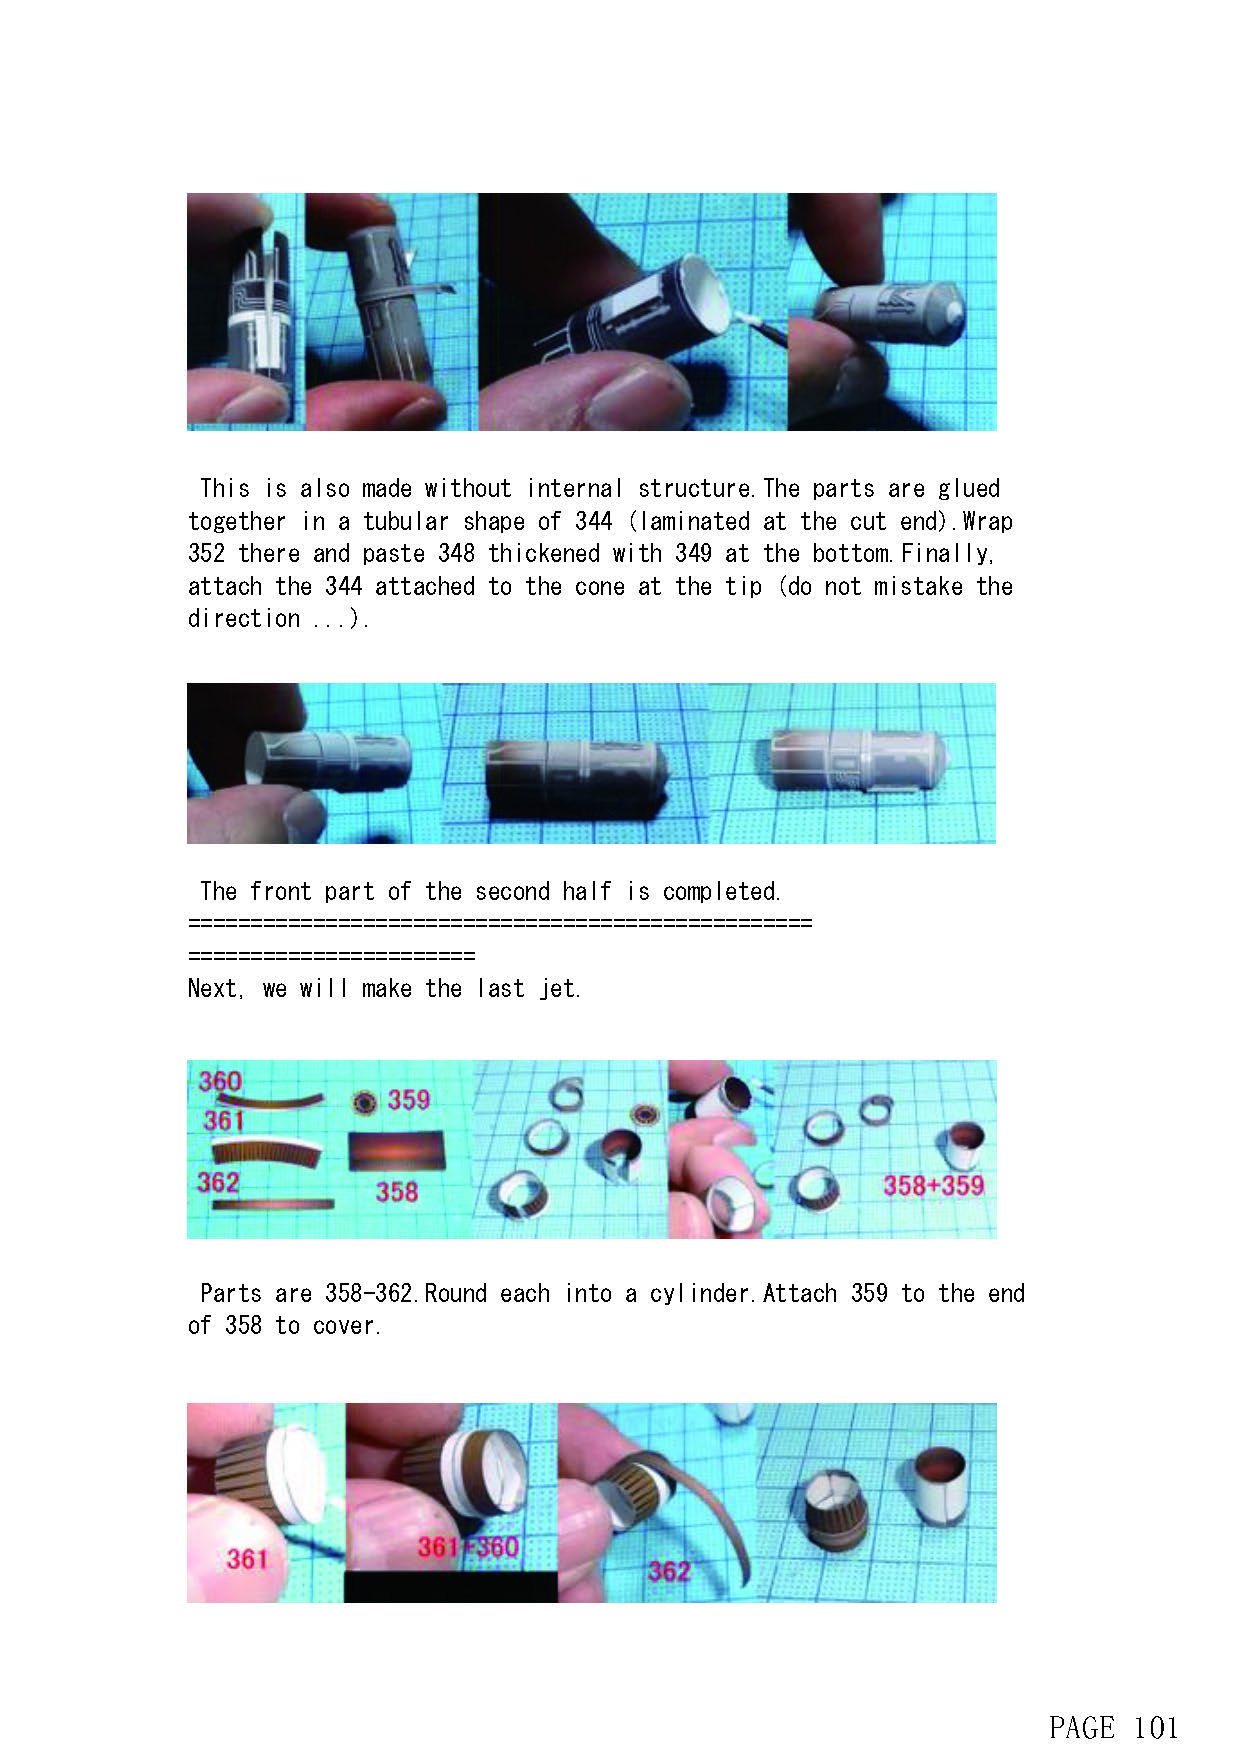 This is also made without internal structure.The parts are glued
together in a tubular shape of 344 (laminated at the cut end).Wrap
352 there and paste 348 thickened with 349 at the bottom.Finally,
attach the 344 attached to the cone at the tip (do not mistake the
direction ...).
The front part of the second half is completed.
==================================================
=======================
Next, we will make the last jet.
360
359
361
362
358
358+359
Parts are 358-362.Round each into a cylinder.Attach 359 to the end
of 358 to cover.
361
361+360
362
PAGE 101